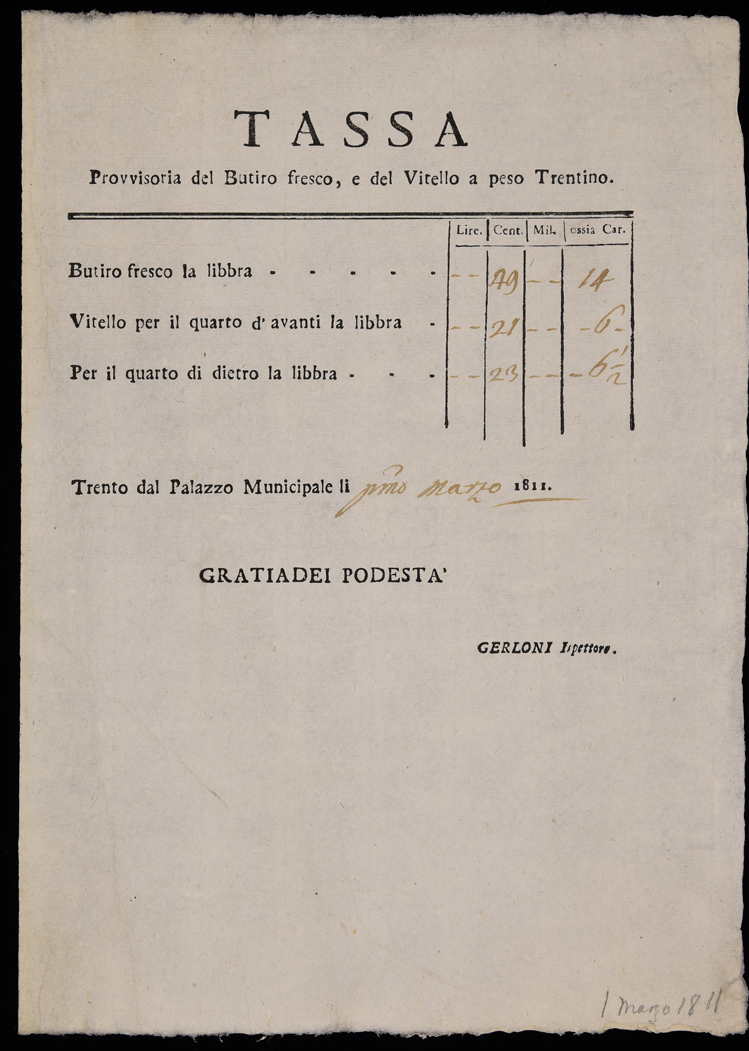 TASSA
Provvisoria del Butiro fresco, e del Vitello a peso Trentino.
Lire. Cent. Mil. ossia Car.
Butiro fresco la libbra - - - - - - - 49 - - 14
Vitello per il quarto d'avanti la libbra - - - 21 - - - 6 -
Per il quarto di dietro la libbra - - - - - 23 - - - 6 1/2
Trento dal Palazzo Municipale li pmo Marzo 1811.
GRATIADEI PODESTA'
GERLONI Ispettore.
1 Marzo 1811